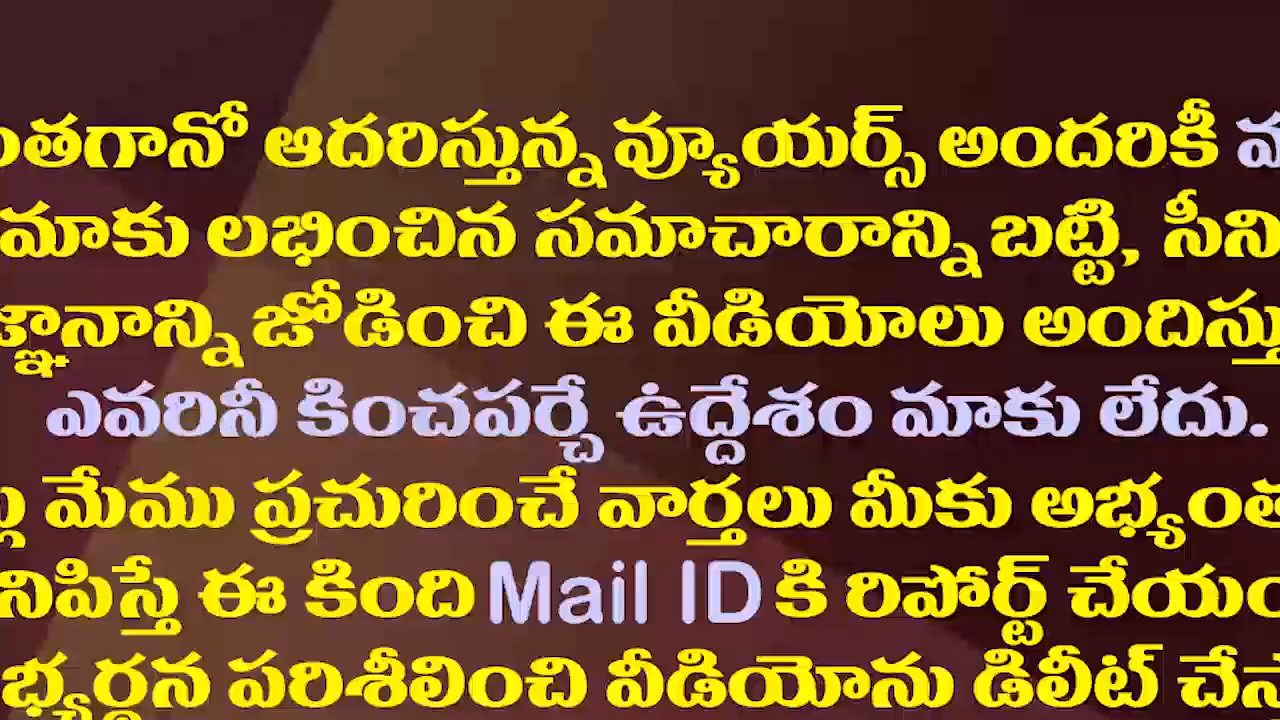 ఆదరిస్తున్న వ్యూయర్స్ అందరికీ
మాకు లభించిన సమాచారాన్ని బట్టి,
జోడించి ఈ వీడియోలు
ఎవరినీ కించపర్చే ఉద్దేశం మాకు లేదు.
మేము ప్రచురించే వార్తలు మీకు
ఈ కింది Mail ID కి రిపోర్ట్
పరిశీలించి వీడియోను డిలీట్